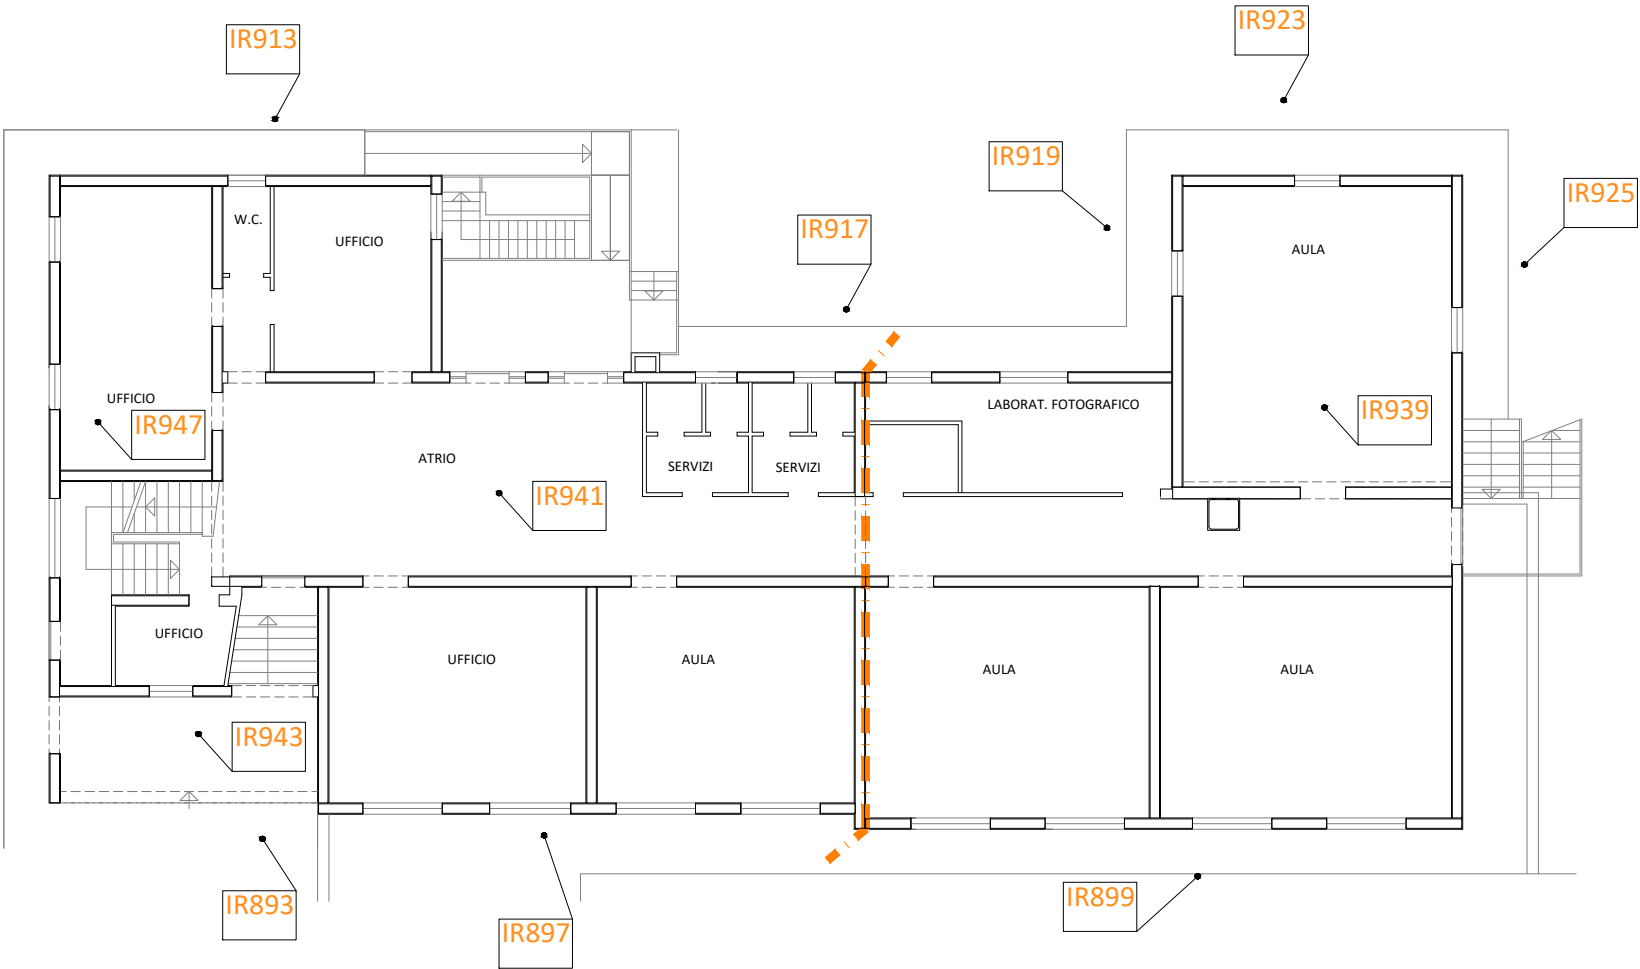 IR923
IR913
IR919
IR925
IR917
W.C.
UFFICIO
AULA
UFFICIO
LABORAT. FOTOGRAFICO
IR947
IR939
ATRIO
SERVIZI
SERVIZI
IR941
UFFICIO
UFFICIO
AULA
AULA
AULA
IR943
IR893
IR897
IR899